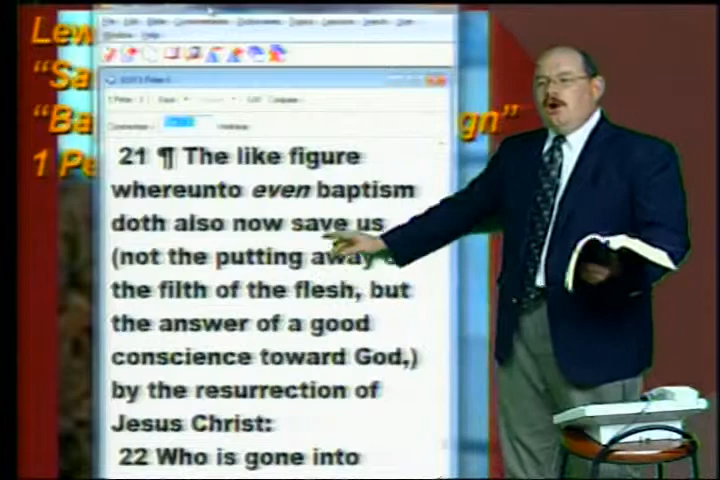 Lew
"Sa
"Ba
gn"
1 Pe
21 ¶ The like figure
whereunto even baptism
doth also now save us
(not the putting away
the filth of the flesh, but
the answer of a good
conscience toward God,)
by the resurrection of
Jesus Christ:
22 Who is gone into